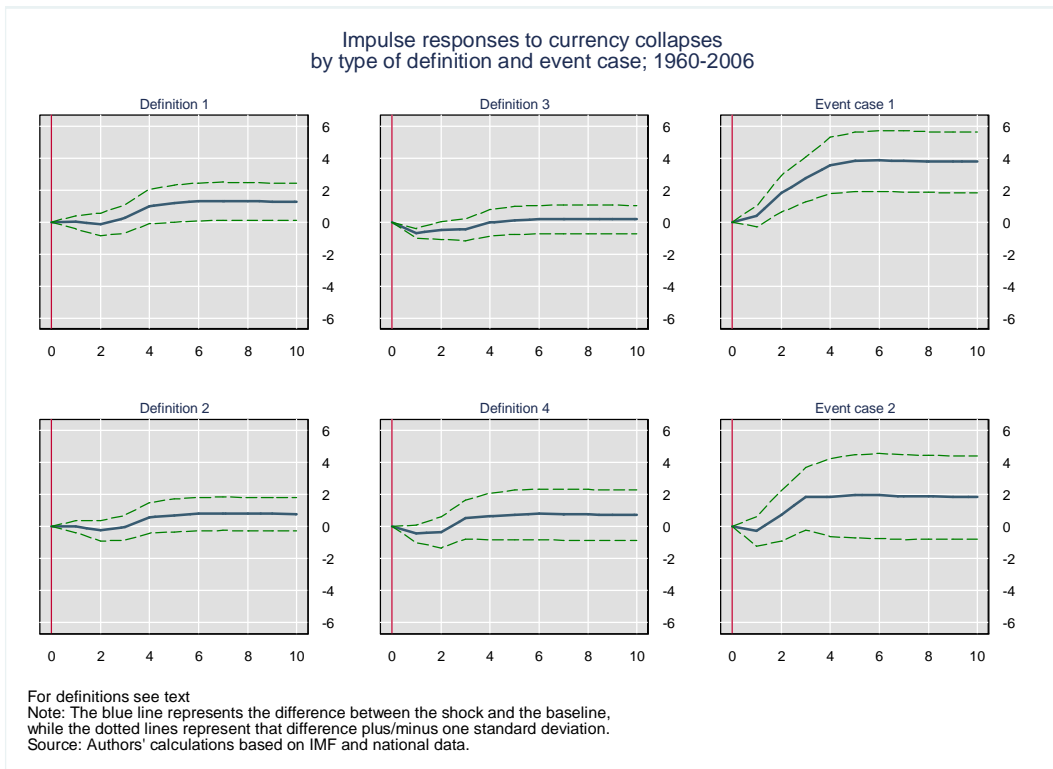 Impulse responses to currency collapses
by type of definition and event case; 1960-2006
Definition 1
6
4
2
0
-2
-4
-6
0 2 4 6 8 10
Definition 3
6
4
2
0
-2
-4
-6
0 2 4 6 8 10
Event case 1
6
4
2
0
-2
-4
-6
0 2 4 6 8 10
Definition 2
6
4
2
0
-2
-4
-6
0 2 4 6 8 10
Definition 4
6
4
2
0
-2
-4
-6
0 2 4 6 8 10
Event case 2
6
4
2
0
-2
-4
-6
0 2 4 6 8 10
For definitions see text
Note: The blue line represents the difference between the shock and the baseline,
while the dotted lines represent that difference plus/minus one standard deviation.
Source: Authors' calculations based on IMF and national data.